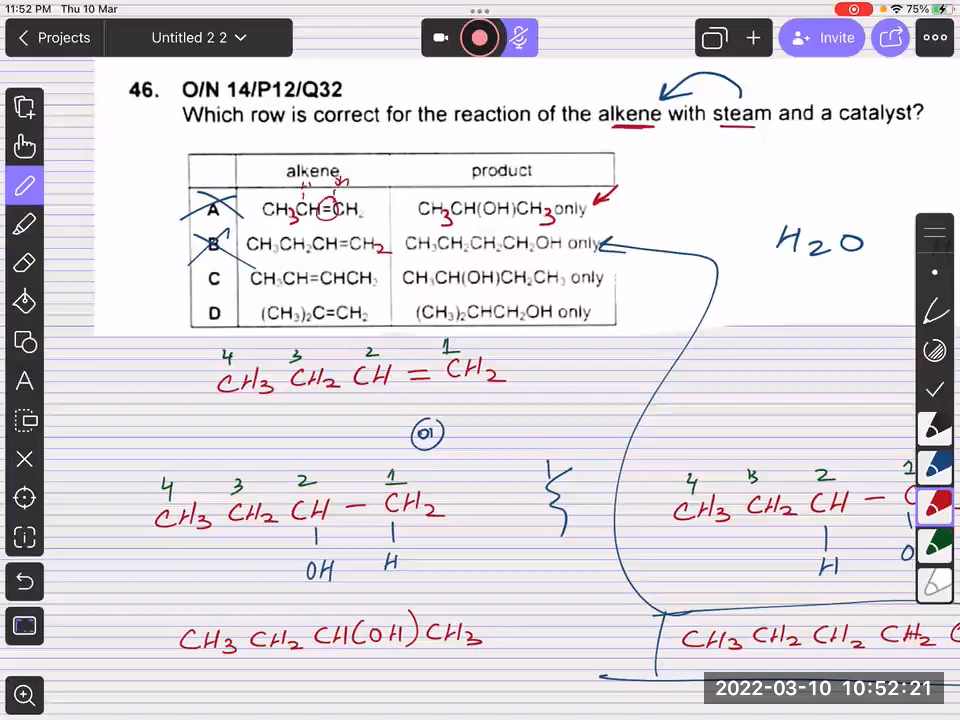 11:52 PM Thu 10 Mar
75%
Projects
Untitled 2 2
Invite
46. O/N 14/P12/Q32
Which row is correct for the reaction of the alkene with steam and a catalyst?
alkene product
A CH3CH=CH2 CH3CH(OH)CH3 only
B CH3CH2CH=CH2 CH3CH2CH2CH2OH only
C CH3CH=CHCH3 CH3CH(OH)CH2CH3 only
D (CH3)2C=CH2 (CH3)2CHCH2OH only
H2O
4 3 2 1
CH3 CH2 CH = CH2
01
4 3 2 1
CH3 CH2 CH - CH2
OH H
4 3 2 1
CH3 CH2 CH - C
H O
CH3 CH2 CH(OH) CH3
CH3 CH2 CH2 CH2
A
2022-03-10 10:52:21